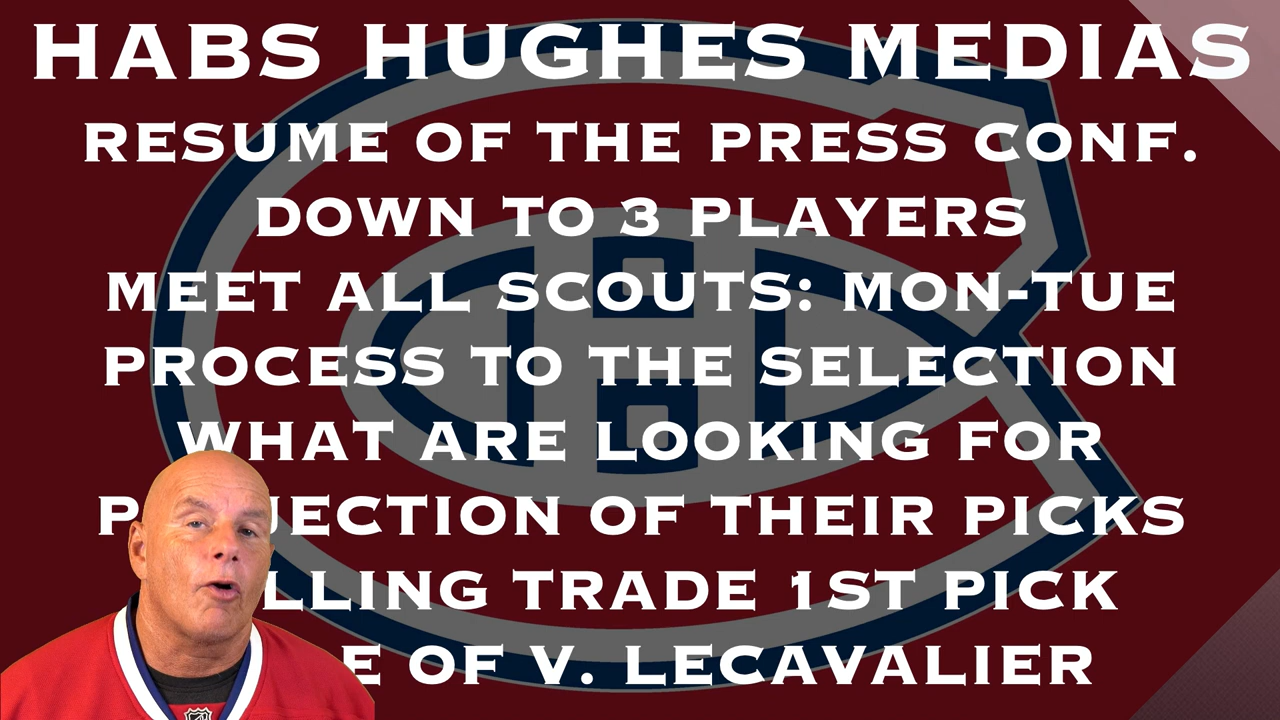 HABS HUGHES MEDIAS
RESUME OF THE PRESS CONF.
DOWN TO 3 PLAYERS
MEET ALL SCOUTS: MON-TUE
PROCESS TO THE SELECTION
WHAT ARE LOOKING FOR
OF THEIR PICKS
TRADE 1ST PICK
OF V. LECAVALIER